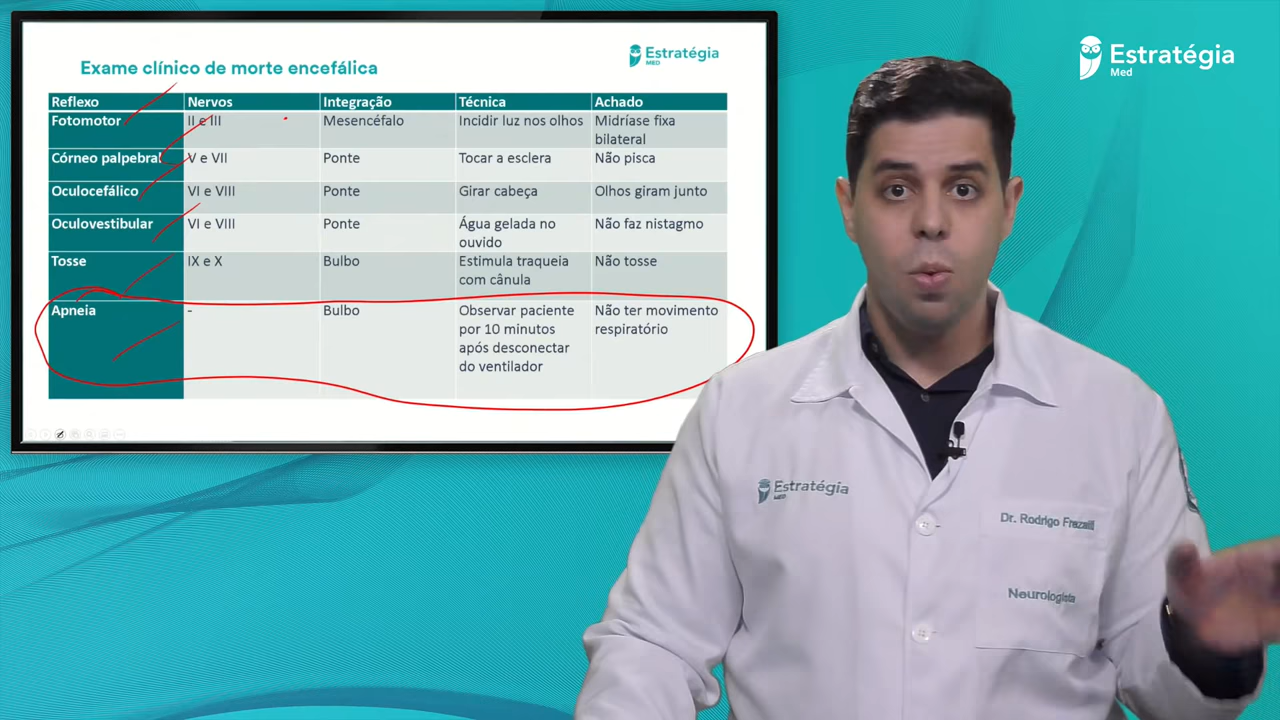 Exame clínico de morte encefálica
Estratégia
MED
Reflexo Nervos Integração Técnica Achado
Fotomotor II e III Mesencéfalo Incidir luz nos olhos Midríase fixa
bilateral
Córneo palpebral V e VII Ponte Tocar a esclera Não pisca
Oculocefálico VI e VIII Ponte Girar cabeça Olhos giram junto
Oculovestibular VI e VIII Ponte Água gelada no Não faz nistagmo
ouvido
Tosse IX e X Bulbo Estimula traqueia Não tosse
com cânula
Apneia - Bulbo Observar paciente Não ter movimento
por 10 minutos respiratório
após desconectar
do ventilador
Estratégia
Med
Estratégia
MED
Dr. Rodrigo
Neurologista